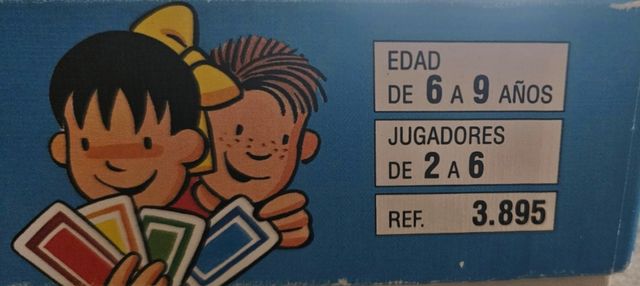 EDAD
DE 6 A 9 AÑOS
JUGADORES
DE 2 A 6
REF. 3.895